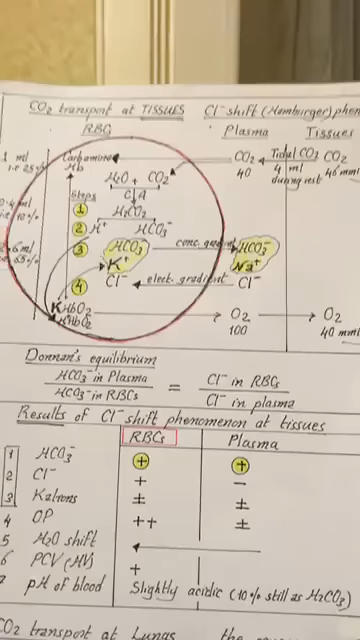 CO₂ transport at TISSUES Cl⁻ shift (Hamburger) phen
RBC Plasma Tissues
1 ml Carbamino CO₂ Tidal CO₂ CO₂
i.e 25% Hb 40 4 ml 46 mm
during rest
H₂O + CO₂
Steps C A
1 H₂CO₃
2 H⁺ HCO₃⁻
3 HCO₃⁻ conc. gradient HCO₃⁻
K⁺ Na⁺
Cl⁻ elect. gradient Cl⁻
4
KHbO₂ O₂ O₂
HHbO₂ 100 40 mm
Donnan's equilibrium
HCO₃⁻ in Plasma = Cl⁻ in RBCs
HCO₃⁻ in RBCs Cl⁻ in plasma
Results of Cl⁻ shift phenomenon at tissues
RBCs Plasma
1 HCO₃⁻ + +
2 Cl⁻ + −
3 Kations ± ±
4 OP ++ ±
5 H₂O shift
6 PCV (HV) +
7 pH of blood Slightly acidic (10% still as H₂CO₃)
CO₂ transport at Lungs the